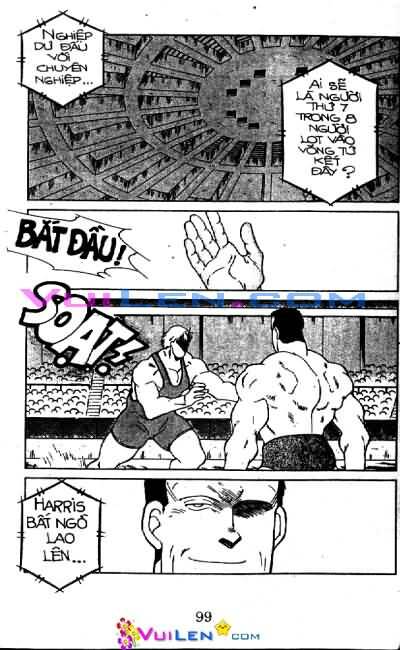 NGHIỆP
DƯ ĐẤU
VỚI
CHUYÊN
NGHIỆP...
AI SẼ
LÀ NGƯỜI
THỨ 7
TRONG 8
NGƯỜI
LỌT VÀO
VÒNG TỨ
KẾT
ĐÂY?
BẮT ĐẦU!
VUILEN.COM
SOẠT!
HARRIS
BẤT NGỜ
LAO
LÊN...
99
VUILEN.COM